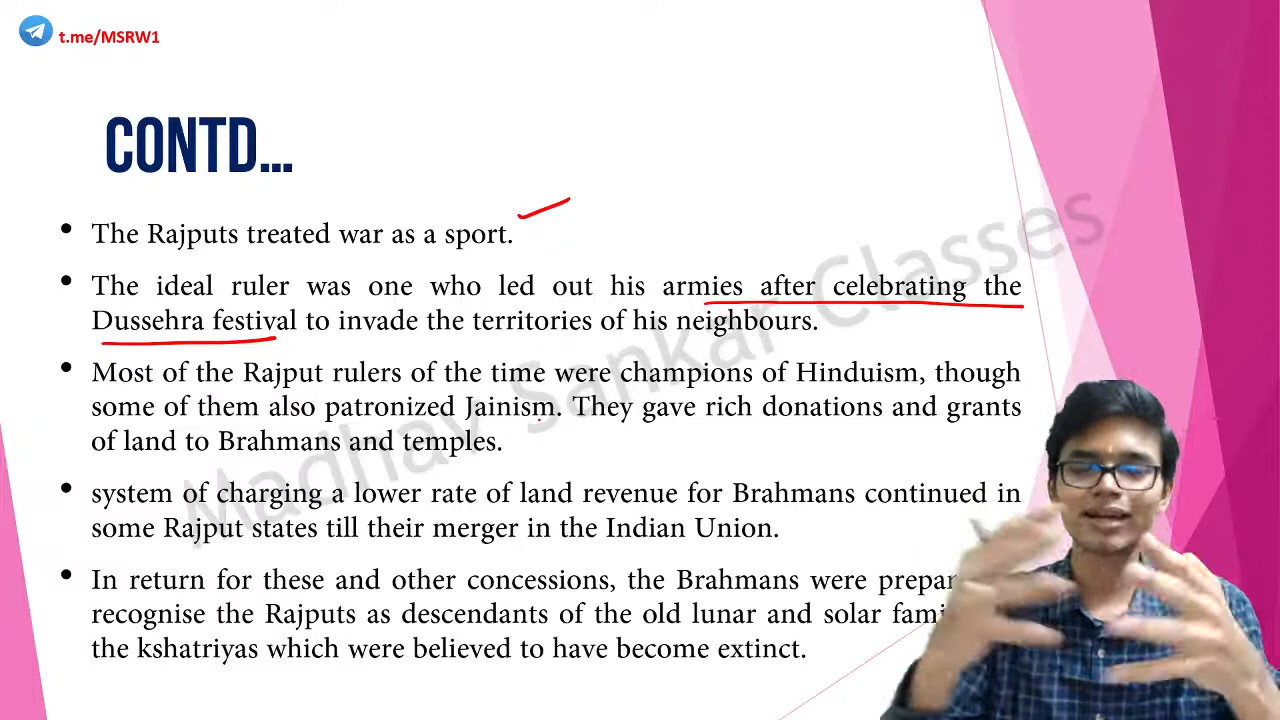 t.me/MSRW1
CONTD...
• The Rajputs treated war as a sport.
• The ideal ruler was one who led out his armies after celebrating the
Dussehra festival to invade the territories of his neighbours.
• Most of the Rajput rulers of the time were champions of Hinduism, though
some of them also patronized Jainism. They gave rich donations and grants
of land to Brahmans and temples.
• system of charging a lower rate of land revenue for Brahmans continued in
some Rajput states till their merger in the Indian Union.
• In return for these and other concessions, the Brahmans were
recognise the Rajputs as descendants of the old lunar and solar
the kshatriyas which were believed to have become extinct.
Madhav Sankar Classes